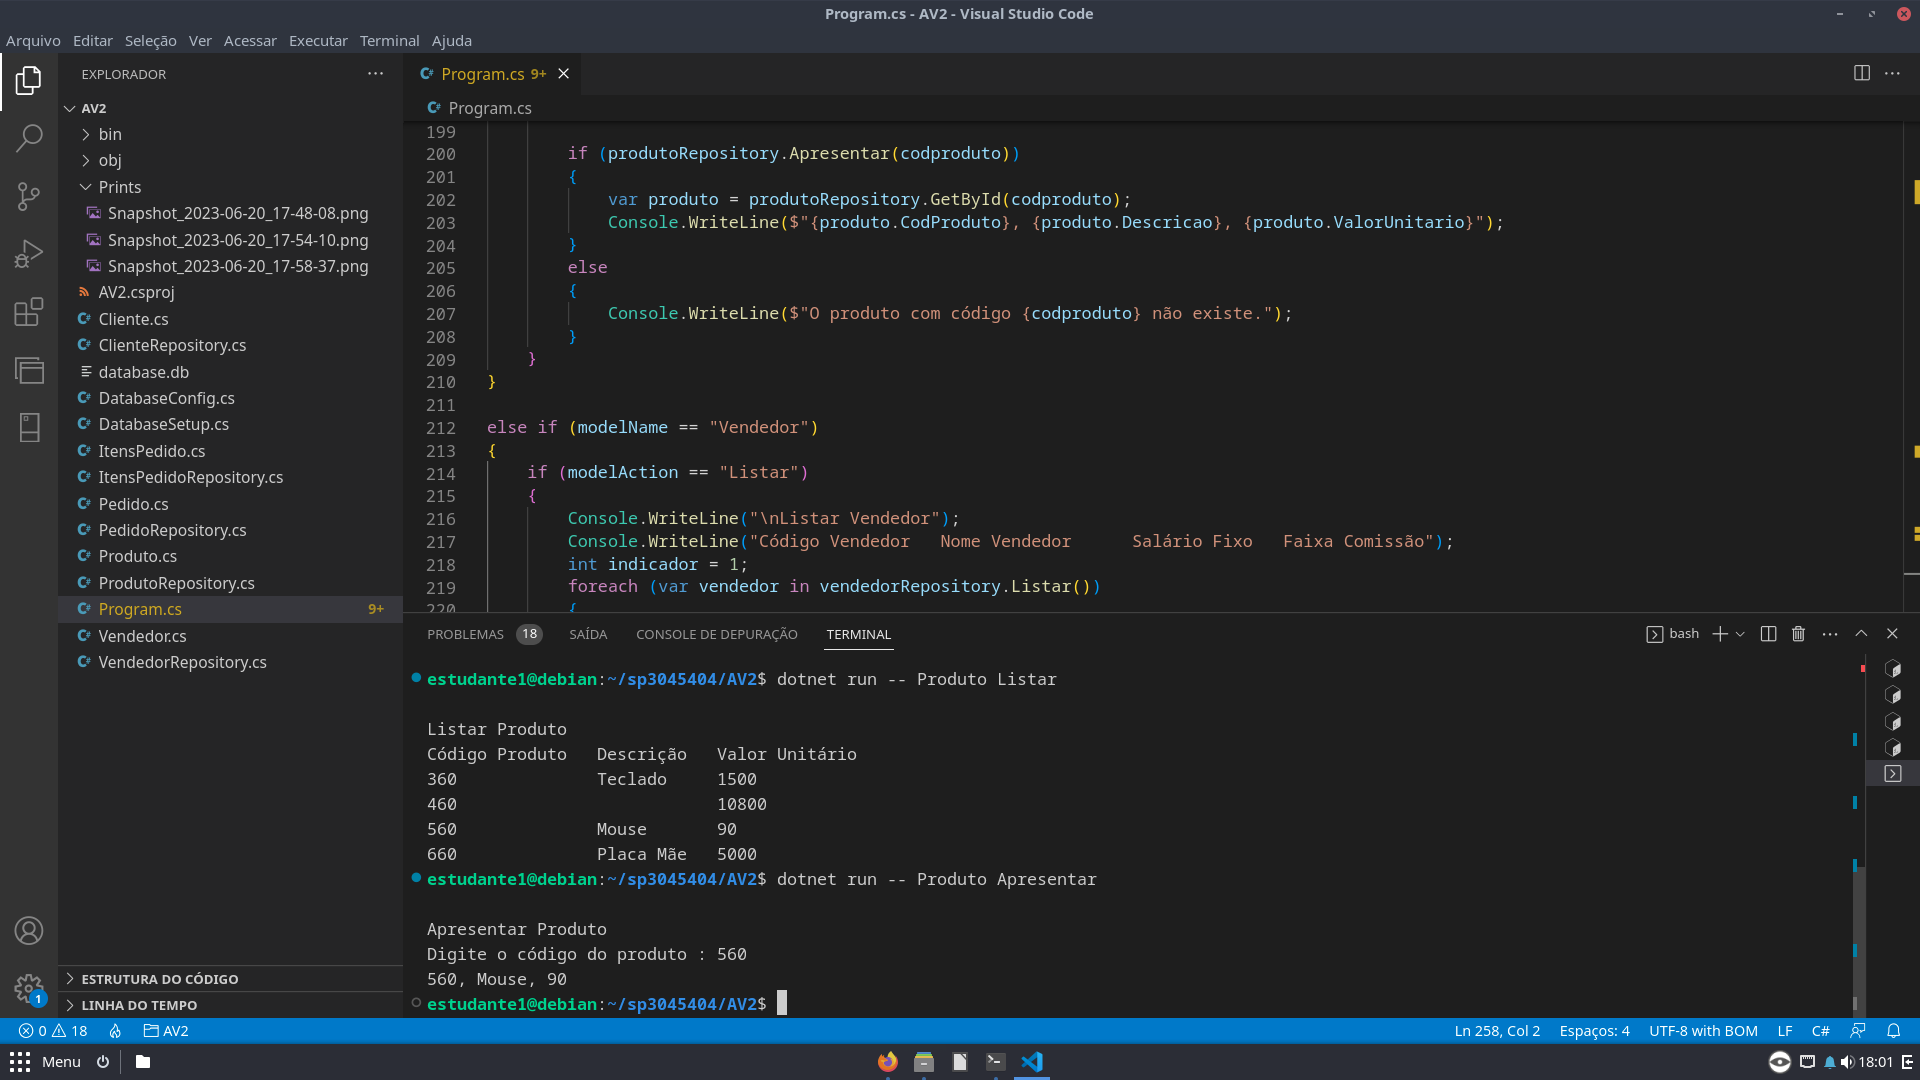 Program.cs - AV2 - Visual Studio Code
Arquivo Editar Seleção Ver Acessar Executar Terminal Ajuda
EXPLORADOR
AV2
bin
obj
Prints
Snapshot_2023-06-20_17-48-08.png
Snapshot_2023-06-20_17-54-10.png
Snapshot_2023-06-20_17-58-37.png
AV2.csproj
Cliente.cs
ClienteRepository.cs
database.db
DatabaseConfig.cs
DatabaseSetup.cs
ItensPedido.cs
ItensPedidoRepository.cs
Pedido.cs
PedidoRepository.cs
Produto.cs
ProdutoRepository.cs
Program.cs 9+
Vendedor.cs
VendedorRepository.cs
ESTRUTURA DO CÓDIGO
LINHA DO TEMPO
1
Program.cs 9+
Program.cs
199
200 if (produtoRepository.Apresentar(codproduto))
201 {
202 var produto = produtoRepository.GetById(codproduto);
203 Console.WriteLine($"{produto.CodProduto}, {produto.Descricao}, {produto.ValorUnitario}");
204 }
205 else
206 {
207 Console.WriteLine($"O produto com código {codproduto} não existe.");
208 }
209 }
210 }
211
212 else if (modelName == "Vendedor")
213 {
214 if (modelAction == "Listar")
215 {
216 Console.WriteLine("\nListar Vendedor");
217 Console.WriteLine("Código Vendedor   Nome Vendedor      Salário Fixo   Faixa Comissão");
218 int indicador = 1;
219 foreach (var vendedor in vendedorRepository.Listar())
220 {
PROBLEMAS 18 SAÍDA CONSOLE DE DEPURAÇÃO TERMINAL bash
estudante1@debian:~/sp3045404/AV2$ dotnet run -- Produto Listar
Listar Produto
Código Produto   Descrição   Valor Unitário
360              Teclado     1500
460                          10800
560              Mouse       90
660              Placa Mãe   5000
estudante1@debian:~/sp3045404/AV2$ dotnet run -- Produto Apresentar
Apresentar Produto
Digite o código do produto : 560
560, Mouse, 90
estudante1@debian:~/sp3045404/AV2$
0 18 AV2 Ln 258, Col 2 Espaços: 4 UTF-8 with BOM LF C#
Menu 18:01